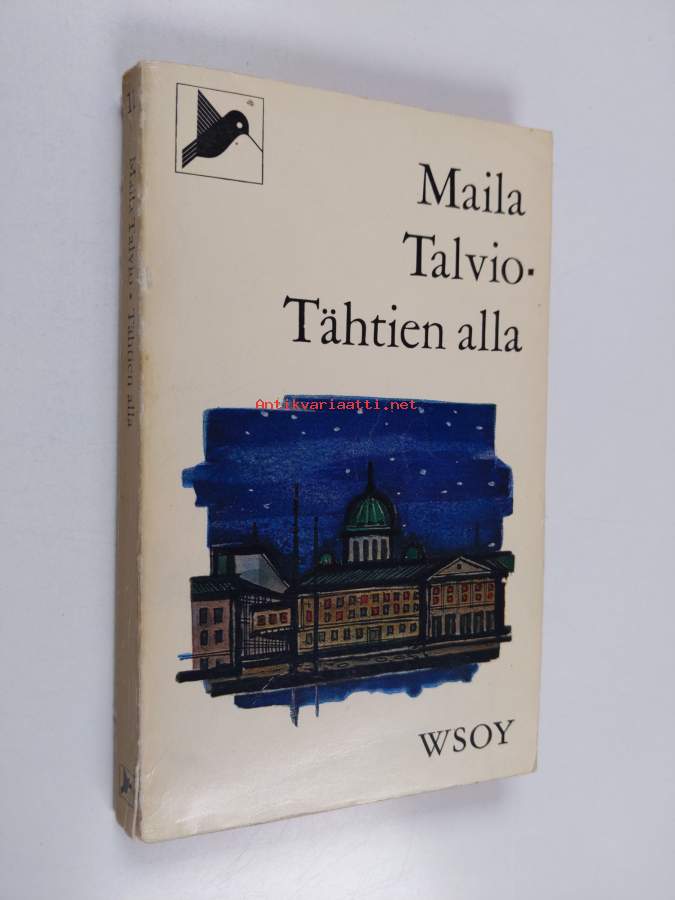 Maila
Talvio·
Tähtien alla
Antikvariaatti.net
WSOY
Maila Talvio • Tähtien alla